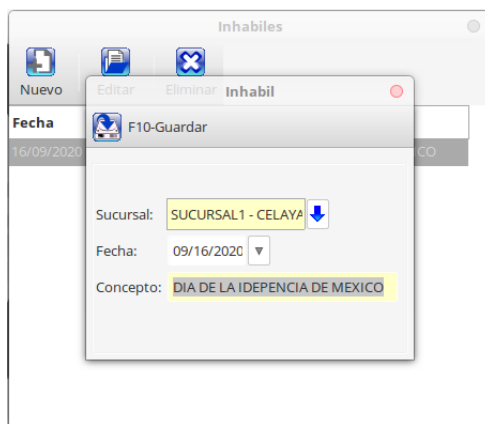 Inhabiles
Nuevo Editar Eliminar
Inhabil
F10-Guardar
Fecha
16/09/2020 CO
Sucursal: SUCURSAL1 - CELAYA
Fecha: 09/16/2020
Concepto: DIA DE LA IDEPENCIA DE MEXICO